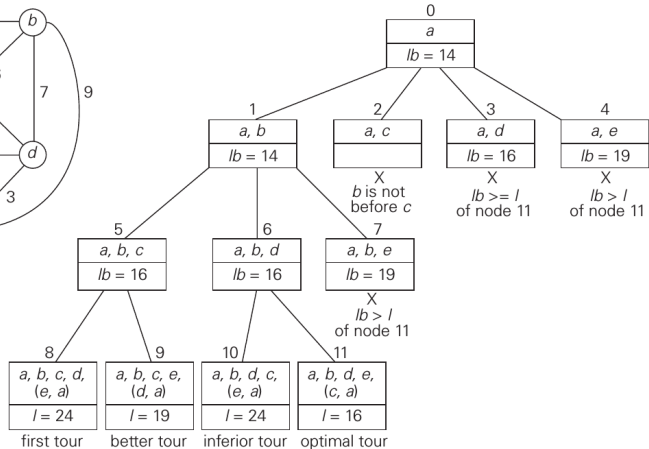 0
a
lb = 14
b
7
9
d
3
1
a, b
lb = 14
2
a, c
X
b is not
before c
3
a, d
lb = 16
X
lb >= l
of node 11
4
a, e
lb = 19
X
lb > l
of node 11
5
a, b, c
lb = 16
6
a, b, d
lb = 16
7
a, b, e
lb = 19
X
lb > l
of node 11
8
a, b, c, d,
(e, a)
l = 24
first tour
9
a, b, c, e,
(d, a)
l = 19
better tour
10
a, b, d, c,
(e, a)
l = 24
inferior tour
11
a, b, d, e,
(c, a)
l = 16
optimal tour